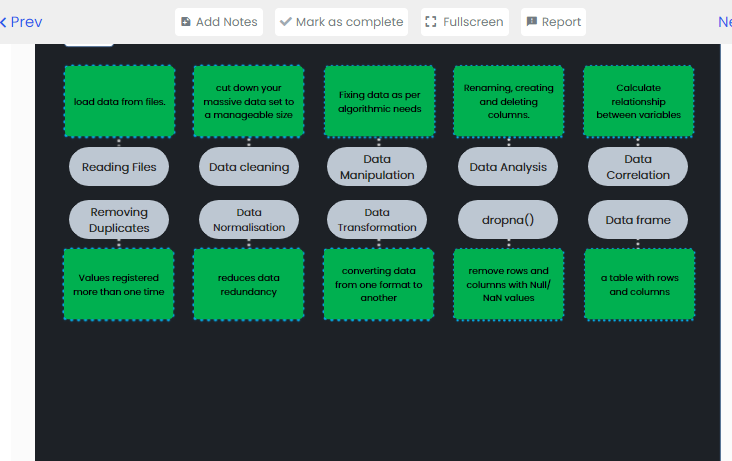 Prev
Add Notes
Mark as complete
Fullscreen
Report
Ne
load data from files.
cut down your
massive data set to
a manageable size
Fixing data as per
algorithmic needs
Renaming, creating
and deleting
columns.
Calculate
relationship
between variables
Reading Files
Data cleaning
Data
Manipulation
Data Analysis
Data
Correlation
Removing
Duplicates
Data
Normalisation
Data
Transformation
dropna()
Data frame
Values registered
more than one time
reduces data
redundancy
converting data
from one format to
another
remove rows and
columns with Null/
NaN values
a table with rows
and columns